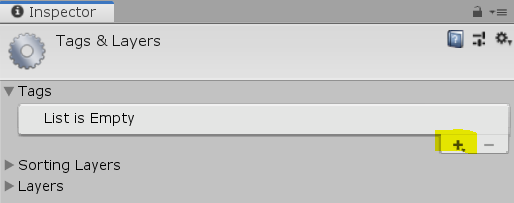 Inspector
Tags & Layers
Tags
List is Empty
Sorting Layers
Layers